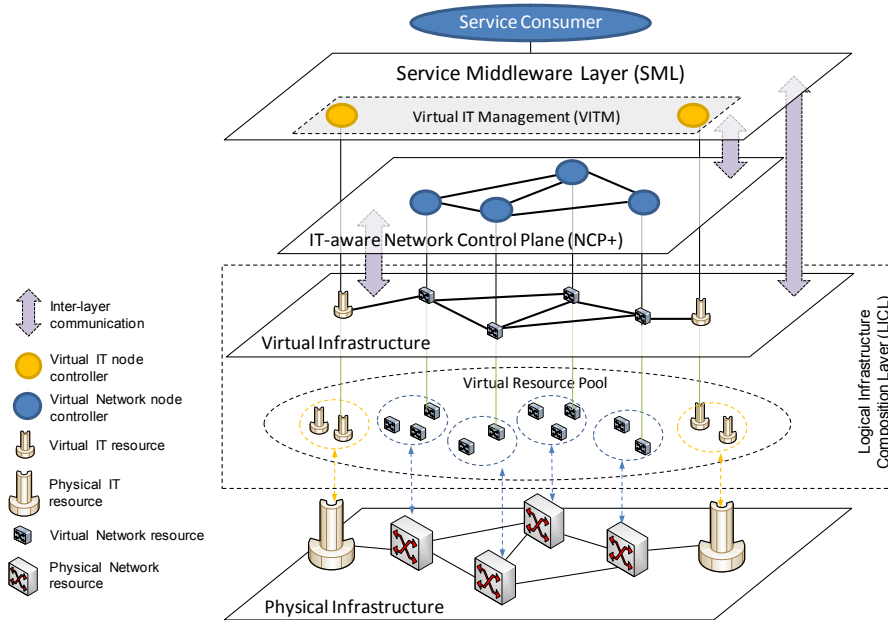 Service Consumer
Service Middleware Layer (SML)
Virtual IT Management (VITM)
IT-aware Network Control Plane (NCP+)
Virtual Infrastructure
Virtual Resource Pool
Logical Infrastructure
Composition Layer (LICL)
Physical Infrastructure
Inter-layer
communication
Virtual IT node
controller
Virtual Network node
controller
Virtual IT resource
Physical IT
resource
Virtual Network resource
Physical Network
resource